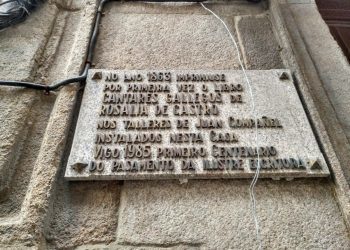 NO ANO 1863 IMPRIMIUSE
POR PRIMEIRA VEZ O LIBRO
CANTARES GALLEGOS DE
ROSALIA DE CASTRO
NOS TALLERES DE JUAN COMPAÑEL
INSTALADOS NESTA CASA
VIGO 1985 PRIMEIRO CENTENARIO
DO PASAMENTO DA ILUSTRE ESCRITORA